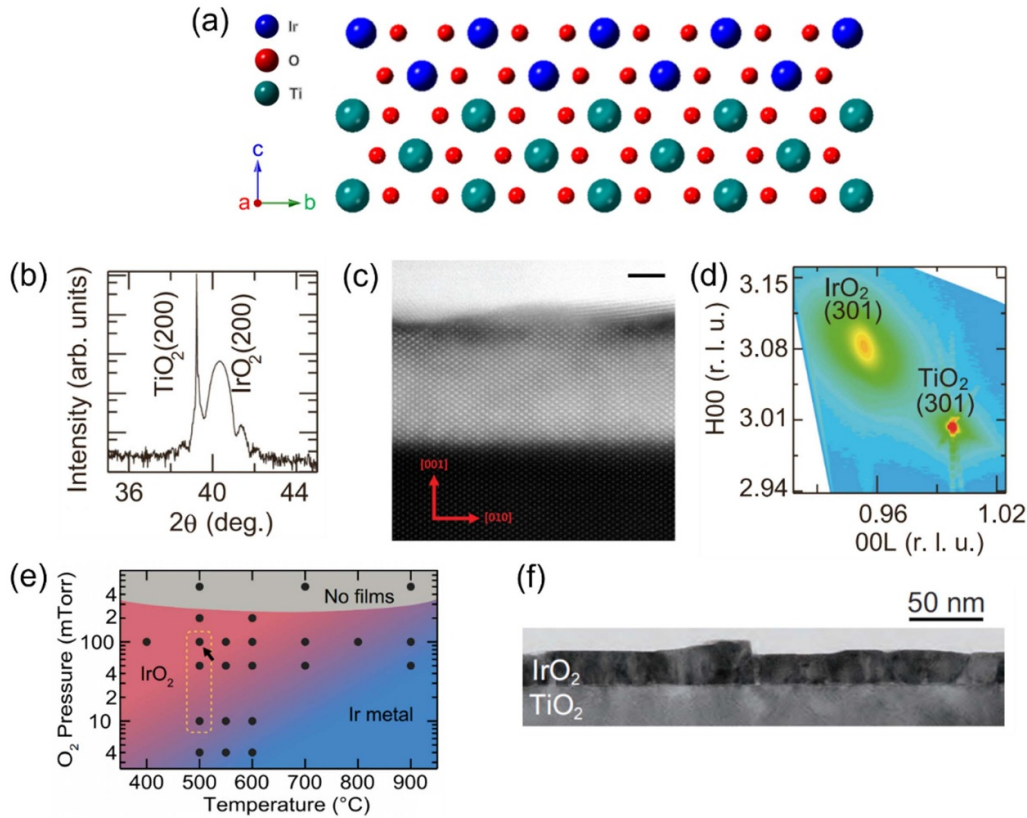 (a)
Ir
O
Ti
c
a
b
(b)
Intensity (arb. units)
TiO2(200)
IrO2(200)
36
40
44
2θ (deg.)
(c)
[001]
[010]
(d)
H00 (r. l. u.)
3.15
3.08
3.01
2.94
IrO2
(301)
TiO2
(301)
0.96
1.02
00L (r. l. u.)
(e)
O2 Pressure (mTorr)
4
2
100
4
2
10
4
No films
IrO2
Ir metal
400 500 600 700 800 900
Temperature (°C)
(f)
50 nm
IrO2
TiO2